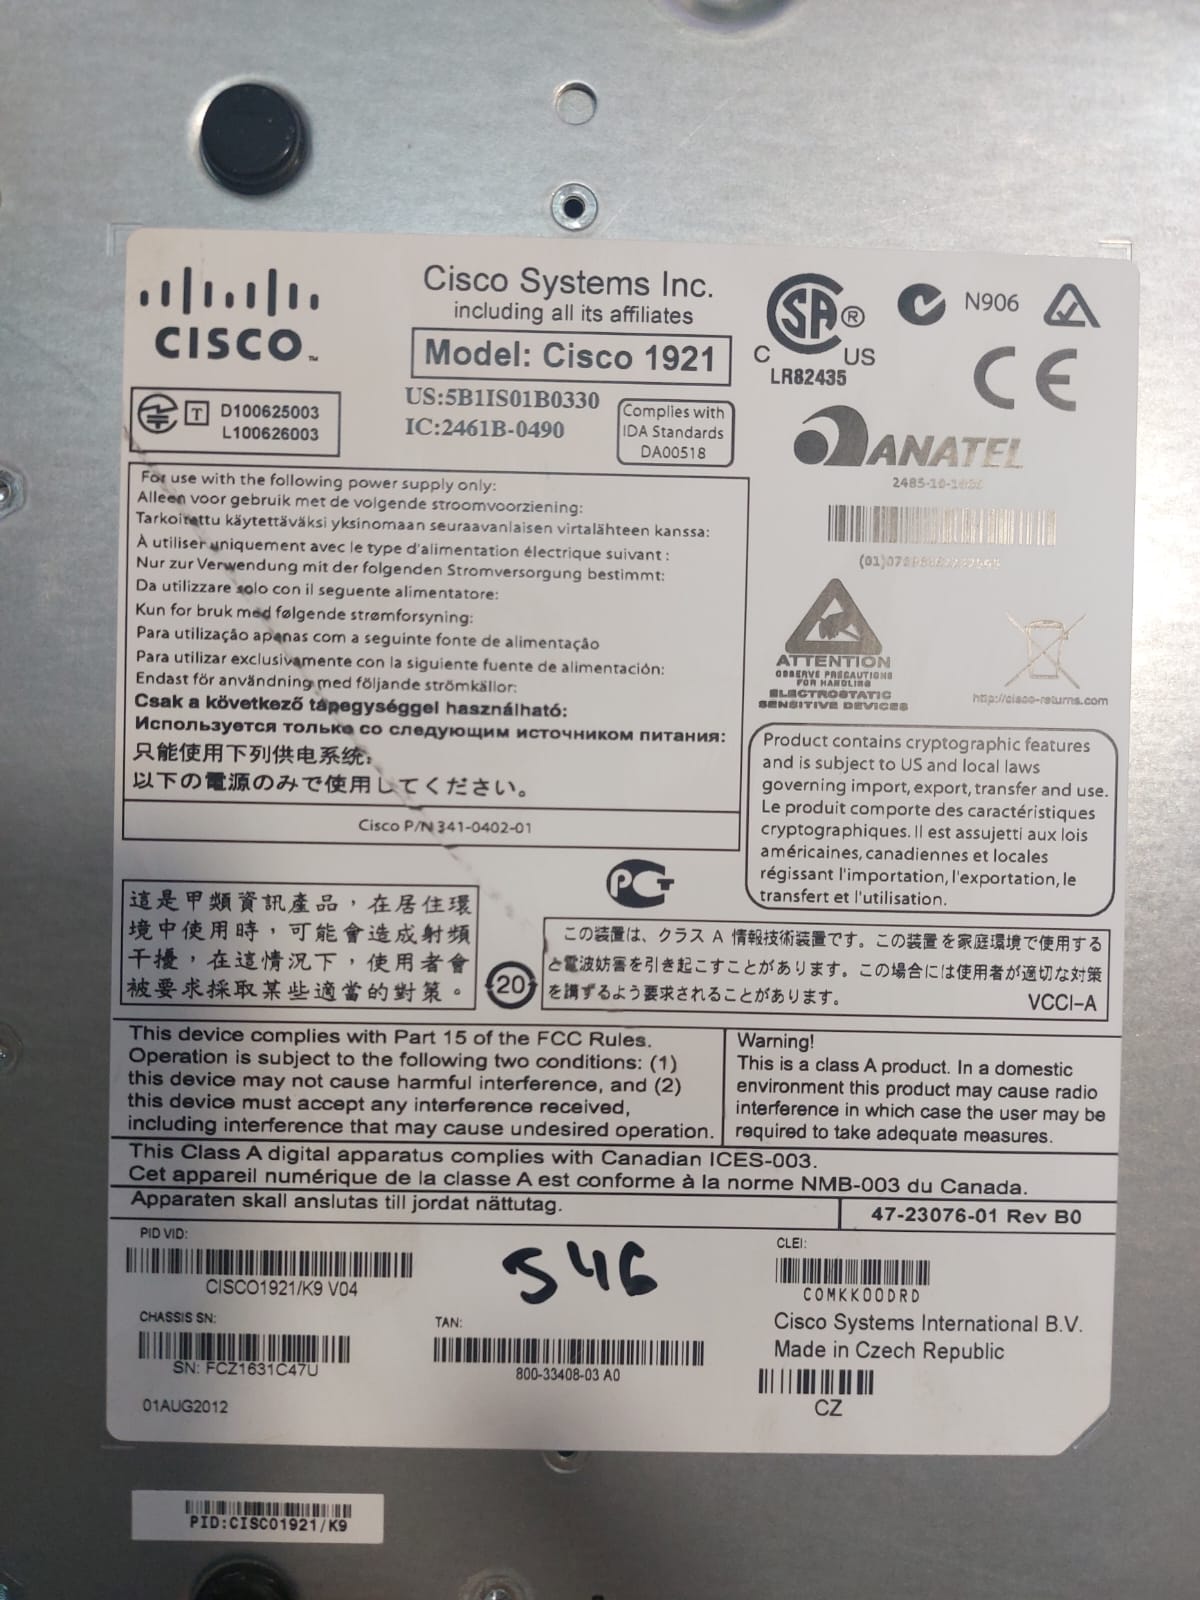 CISCO
Cisco Systems Inc.
including all its affiliates
Model: Cisco 1921
US:5B1IS01B0330
IC:2461B-0490
T D100625003
L100626003
Complies with
IDA Standards
DA00518
SA ®
C US
LR82435
N906
CE
ANATEL
For use with the following power supply only:
Alleen voor gebruik met de volgende stroomvoorziening:
Tarkoitettu käytettäväksi yksinomaan seuraavanlaisen virtalähteen kanssa:
À utiliser uniquement avec le type d'alimentation électrique suivant :
Nur zur Verwendung mit der folgenden Stromversorgung bestimmt:
Da utilizzare solo con il seguente alimentatore:
Kun for bruk med følgende strømforsyning:
Para utilização apenas com a seguinte fonte de alimentação
Para utilizar exclusivamente con la siguiente fuente de alimentación:
Endast för användning med följande strömkällor:
Csak a következő tápegységgel használható:
Используется только со следующим источником питания:
只能使用下列供电系统:
以下の電源のみで使用してください。
Cisco P/N 341-0402-01
ATTENTION
OBSERVE PRECAUTIONS
FOR HANDLING
ELECTROSTATIC
SENSITIVE DEVICES
http://cisco-returns.com
Product contains cryptographic features
and is subject to US and local laws
governing import, export, transfer and use.
Le produit comporte des caractéristiques
cryptographiques. Il est assujetti aux lois
américaines, canadiennes et locales
régissant l'importation, l'exportation, le
transfert et l'utilisation.
這是甲類資訊產品，在居住環
境中使用時，可能會造成射頻
干擾，在這情況下，使用者會
被要求採取某些適當的對策。
20
この装置は、クラス A 情報技術装置です。この装置を家庭環境で使用する
と電波妨害を引き起こすことがあります。この場合には使用者が適切な対策
を講ずるよう要求されることがあります。
VCCI-A
This device complies with Part 15 of the FCC Rules.
Operation is subject to the following two conditions: (1)
this device may not cause harmful interference, and (2)
this device must accept any interference received,
including interference that may cause undesired operation.
Warning!
This is a class A product. In a domestic
environment this product may cause radio
interference in which case the user may be
required to take adequate measures.
This Class A digital apparatus complies with Canadian ICES-003.
Cet appareil numérique de la classe A est conforme à la norme NMB-003 du Canada.
Apparaten skall anslutas till jordat nättutag.
47-23076-01 Rev B0
PID VID:
CISCO1921/K9 V04
546
CLEI:
COMKK00DRD
CHASSIS SN:
SN: FCZ1631C47U
TAN:
800-33408-03 A0
Cisco Systems International B.V.
Made in Czech Republic
CZ
01AUG2012
PID:CISCO1921/K9